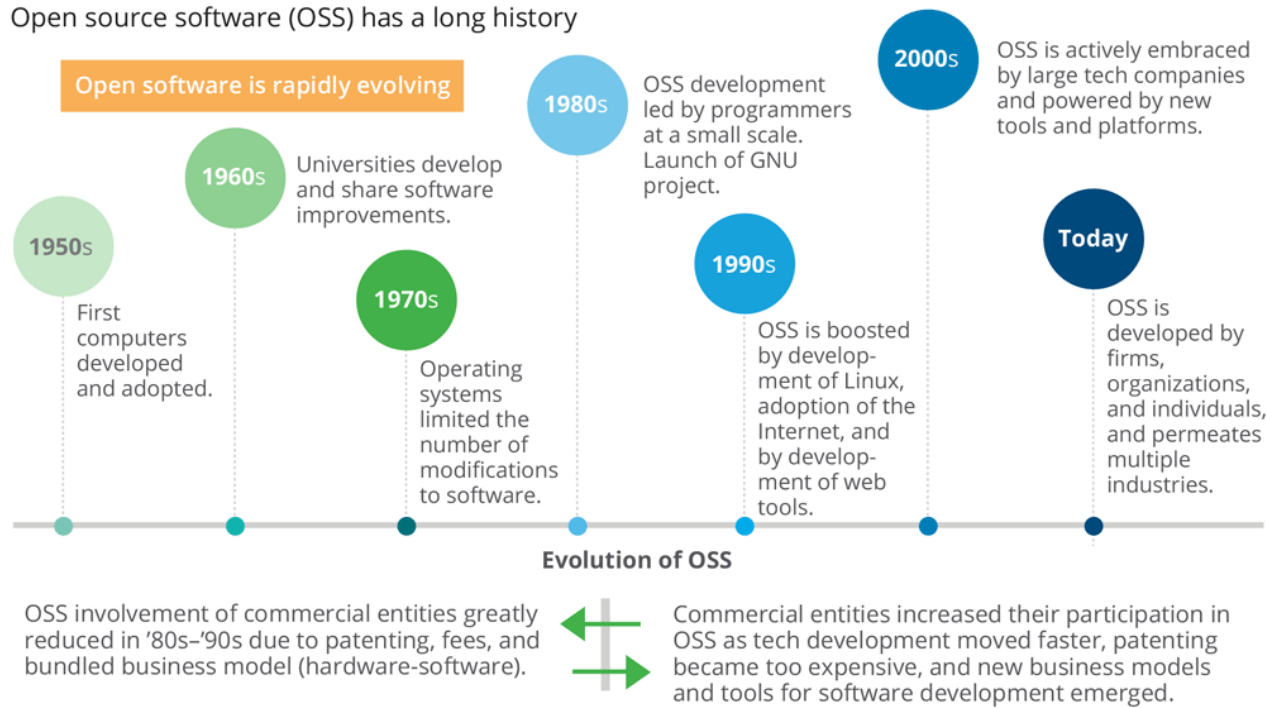 Open source software (OSS) has a long history
Open software is rapidly evolving
1950s
First
computers
developed
and adopted.
1960s
Universities develop
and share software
improvements.
1970s
Operating
systems
limited the
number of
modifications
to software.
1980s
OSS development
led by programmers
at a small scale.
Launch of GNU
project.
1990s
OSS is boosted
by develop-
ment of Linux,
adoption of the
Internet, and
by develop-
ment of web
tools.
2000s
OSS is actively embraced
by large tech companies
and powered by new
tools and platforms.
Today
OSS is
developed by
firms,
organizations,
and individuals,
and permeates
multiple
industries.
Evolution of OSS
OSS involvement of commercial entities greatly
reduced in ’80s–’90s due to patenting, fees, and
bundled business model (hardware-software).
Commercial entities increased their participation in
OSS as tech development moved faster, patenting
became too expensive, and new business models
and tools for software development emerged.